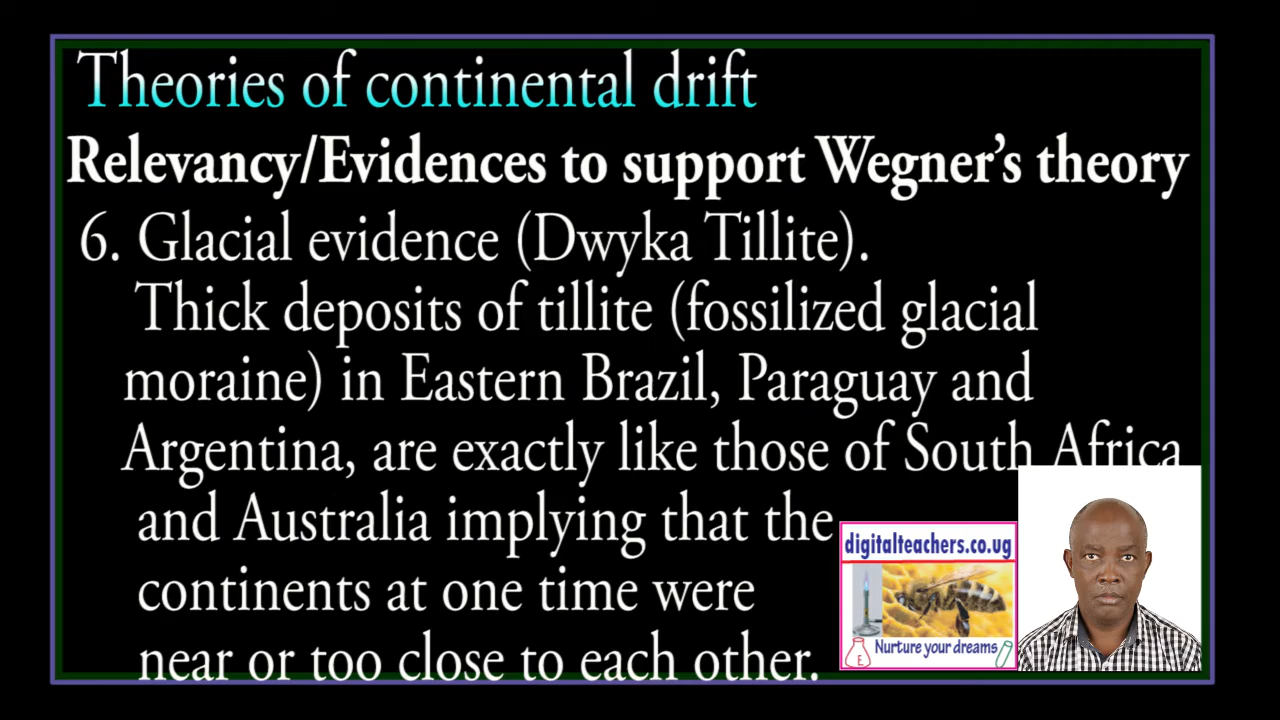 Theories of continental drift
Relevancy/Evidences to support Wegner's theory
6. Glacial evidence (Dwyka Tillite).
Thick deposits of tillite (fossilized glacial
moraine) in Eastern Brazil, Paraguay and
Argentina, are exactly like those of South Africa
and Australia implying that the
continents at one time were
near or too close to each other.
digitalteachers.co.ug
Nurture your dreams
E